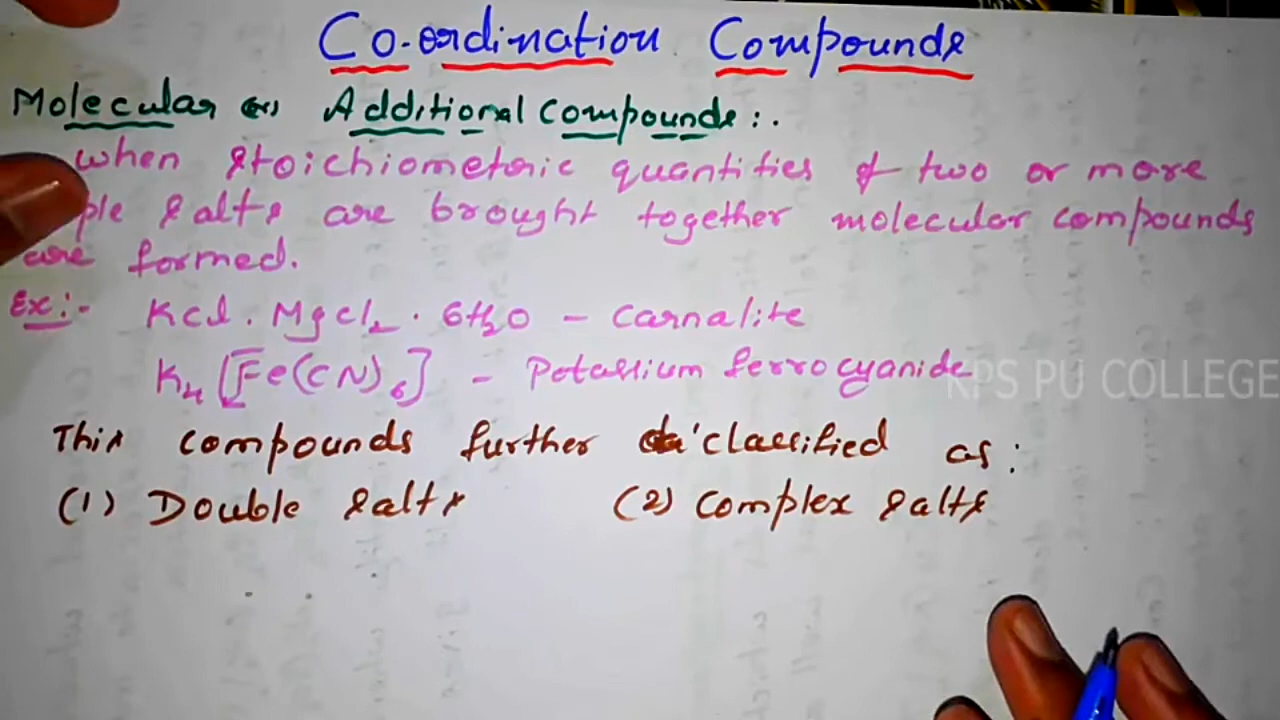 Co-ordination Compounds
Molecular (or) Additional Compounds :.
when stoichiometric quantities of two or more
ple salts are brought together molecular compounds
are formed.
Ex:- KCl . MgCl₂ . 6H₂O - Carnalite
K₄ [Fe(CN)₆] - Potassium ferrocyanide
KPS PU COLLEGE
This compounds further classified as :
(1) Double salts (2) Complex salts